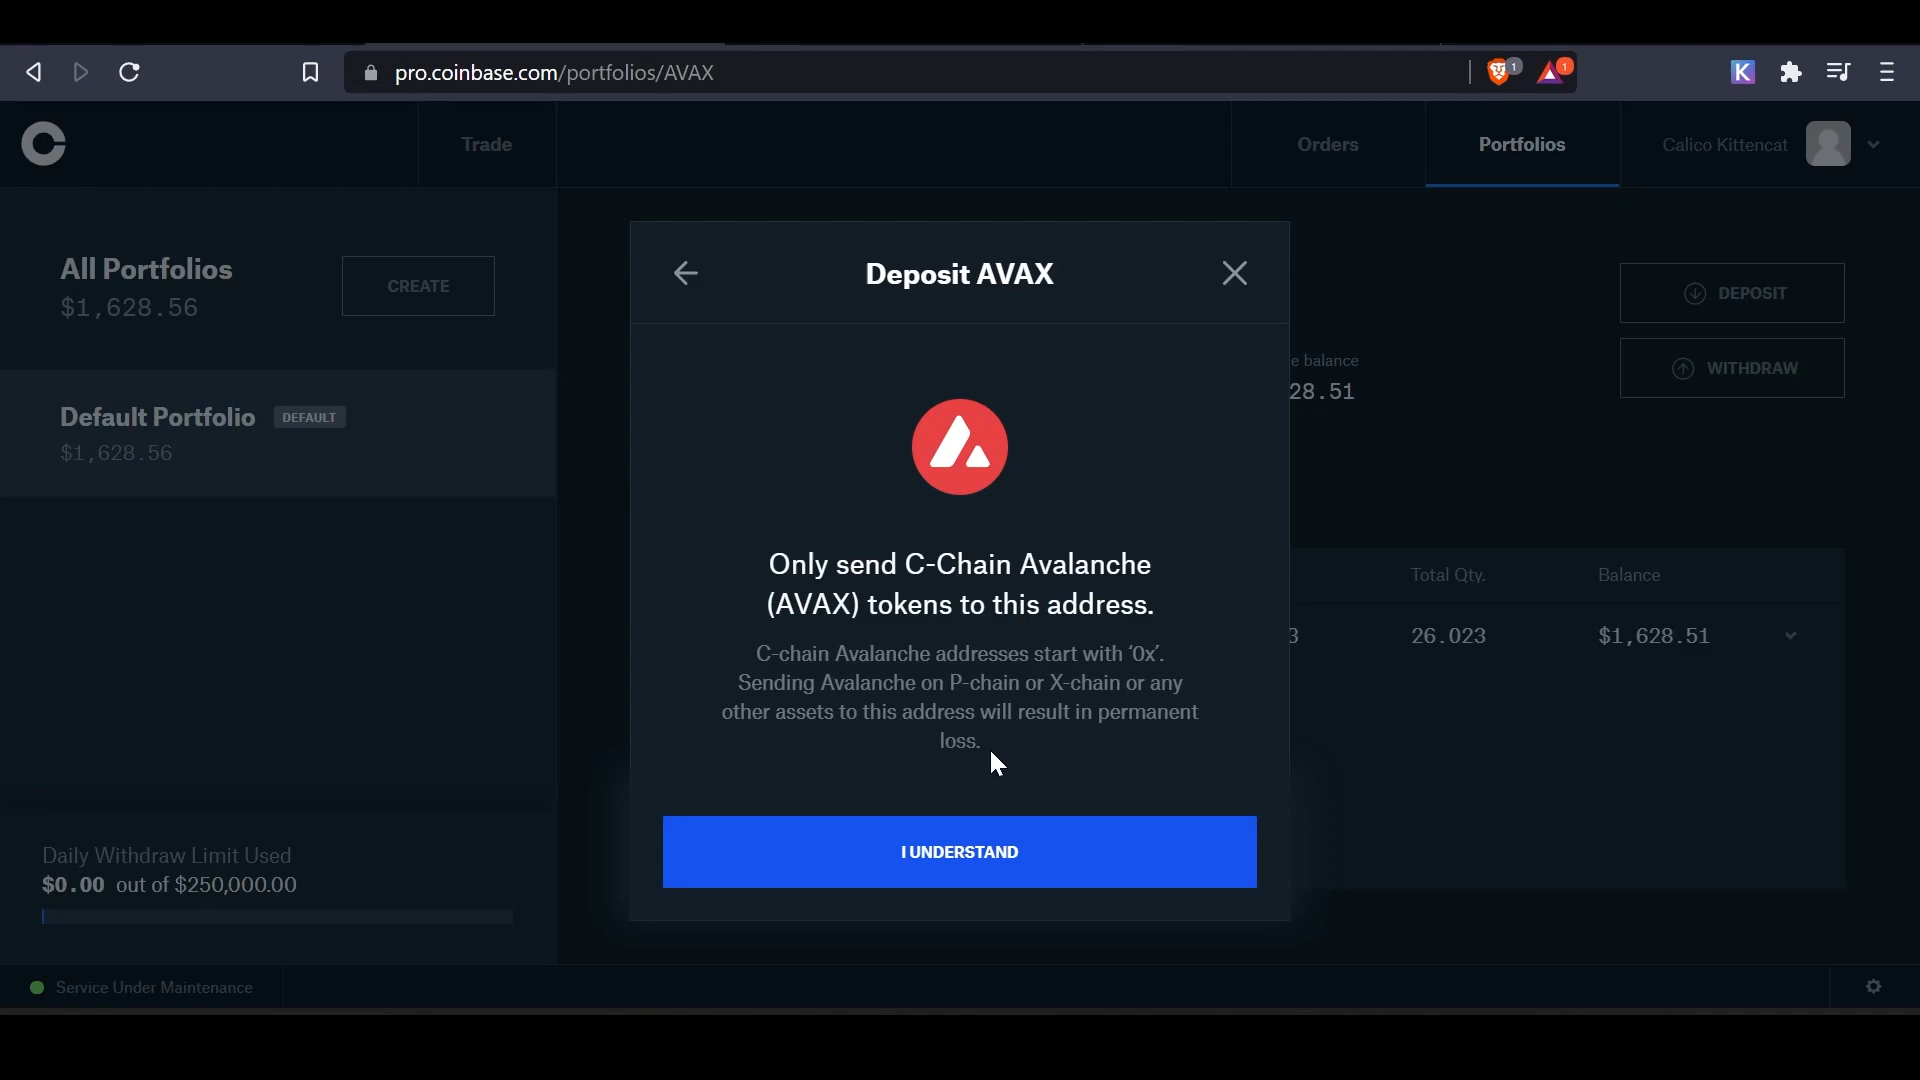 pro.coinbase.com/portfolios/AVAX
1
1
K
Trade
Orders
Portfolios
Calico Kittencat
All Portfolios
$1,628.56
CREATE
Default Portfolio DEFAULT
$1,628.56
Daily Withdraw Limit Used
$0.00 out of $250,000.00
Service Under Maintenance
Deposit AVAX
Only send C-Chain Avalanche
(AVAX) tokens to this address.
C-chain Avalanche addresses start with ‘0x’.
Sending Avalanche on P-chain or X-chain or any
other assets to this address will result in permanent
loss.
I UNDERSTAND
DEPOSIT
WITHDRAW
e balance
28.51
Total Qty.
Balance
3
26.023
$1,628.51